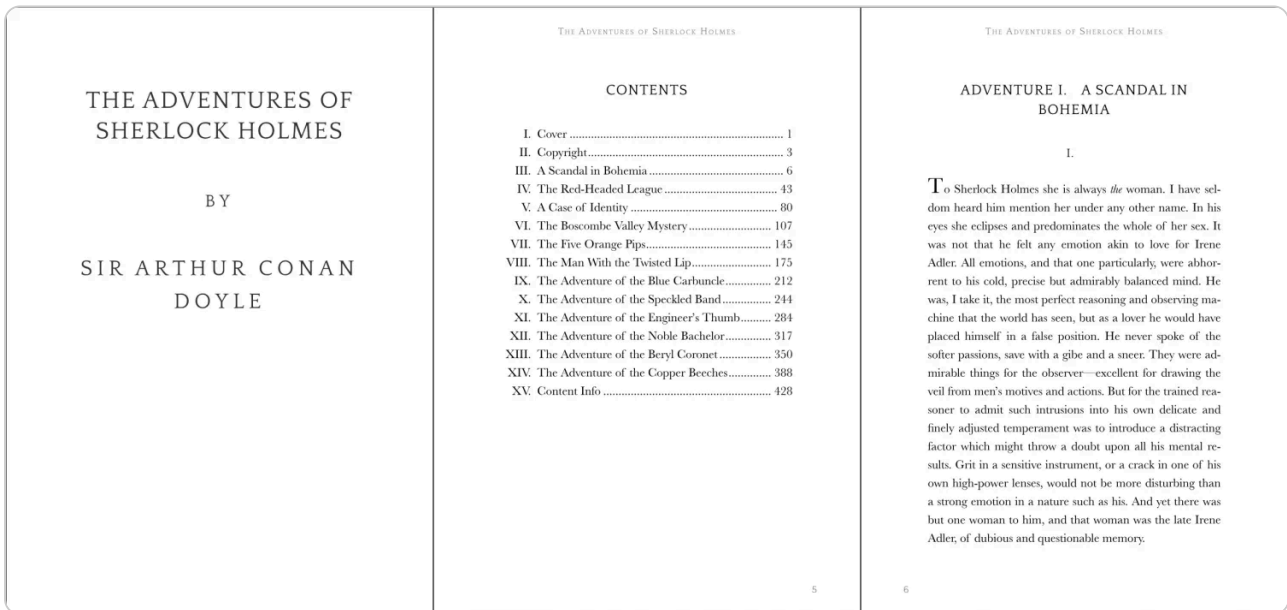 THE ADVENTURES OF
SHERLOCK HOLMES
BY
SIR ARTHUR CONAN
DOYLE
THE ADVENTURES OF SHERLOCK HOLMES
CONTENTS
I. Cover ..................................................................... 1
II. Copyright................................................................ 3
III. A Scandal in Bohemia ............................................ 6
IV. The Red-Headed League ..................................... 43
V. A Case of Identity ................................................ 80
VI. The Boscombe Valley Mystery........................... 107
VII. The Five Orange Pips......................................... 145
VIII. The Man With the Twisted Lip.......................... 175
IX. The Adventure of the Blue Carbuncle............... 212
X. The Adventure of the Speckled Band................ 244
XI. The Adventure of the Engineer's Thumb.......... 284
XII. The Adventure of the Noble Bachelor............... 317
XIII. The Adventure of the Beryl Coronet................. 350
XIV. The Adventure of the Copper Beeches.............. 388
XV. Content Info ....................................................... 428
5
THE ADVENTURES OF SHERLOCK HOLMES
ADVENTURE I. A SCANDAL IN
BOHEMIA
I.
To Sherlock Holmes she is always the woman. I have sel-
dom heard him mention her under any other name. In his
eyes she eclipses and predominates the whole of her sex. It
was not that he felt any emotion akin to love for Irene
Adler. All emotions, and that one particularly, were abhor-
rent to his cold, precise but admirably balanced mind. He
was, I take it, the most perfect reasoning and observing ma-
chine that the world has seen, but as a lover he would have
placed himself in a false position. He never spoke of the
softer passions, save with a gibe and a sneer. They were ad-
mirable things for the observer—excellent for drawing the
veil from men's motives and actions. But for the trained rea-
soner to admit such intrusions into his own delicate and
finely adjusted temperament was to introduce a distracting
factor which might throw a doubt upon all his mental re-
sults. Grit in a sensitive instrument, or a crack in one of his
own high-power lenses, would not be more disturbing than
a strong emotion in a nature such as his. And yet there was
but one woman to him, and that woman was the late Irene
Adler, of dubious and questionable memory.
6